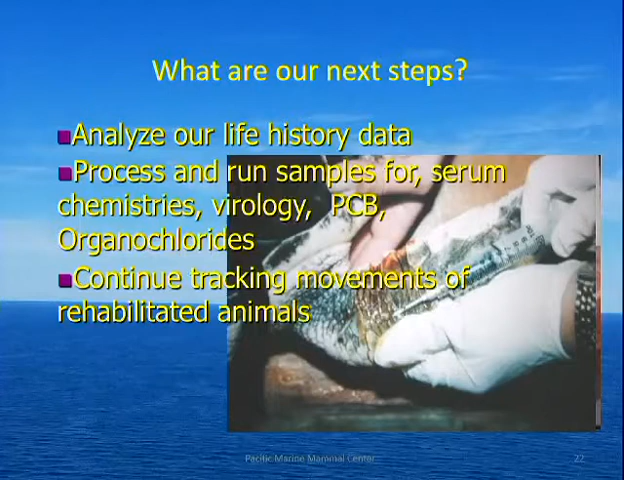 What are our next steps?
Analyze our life history data
Process and run samples for, serum
chemistries, virology, PCB,
Organochlorides
Continue tracking movements of
rehabilitated animals
Pacific Marine Mammal Center
22